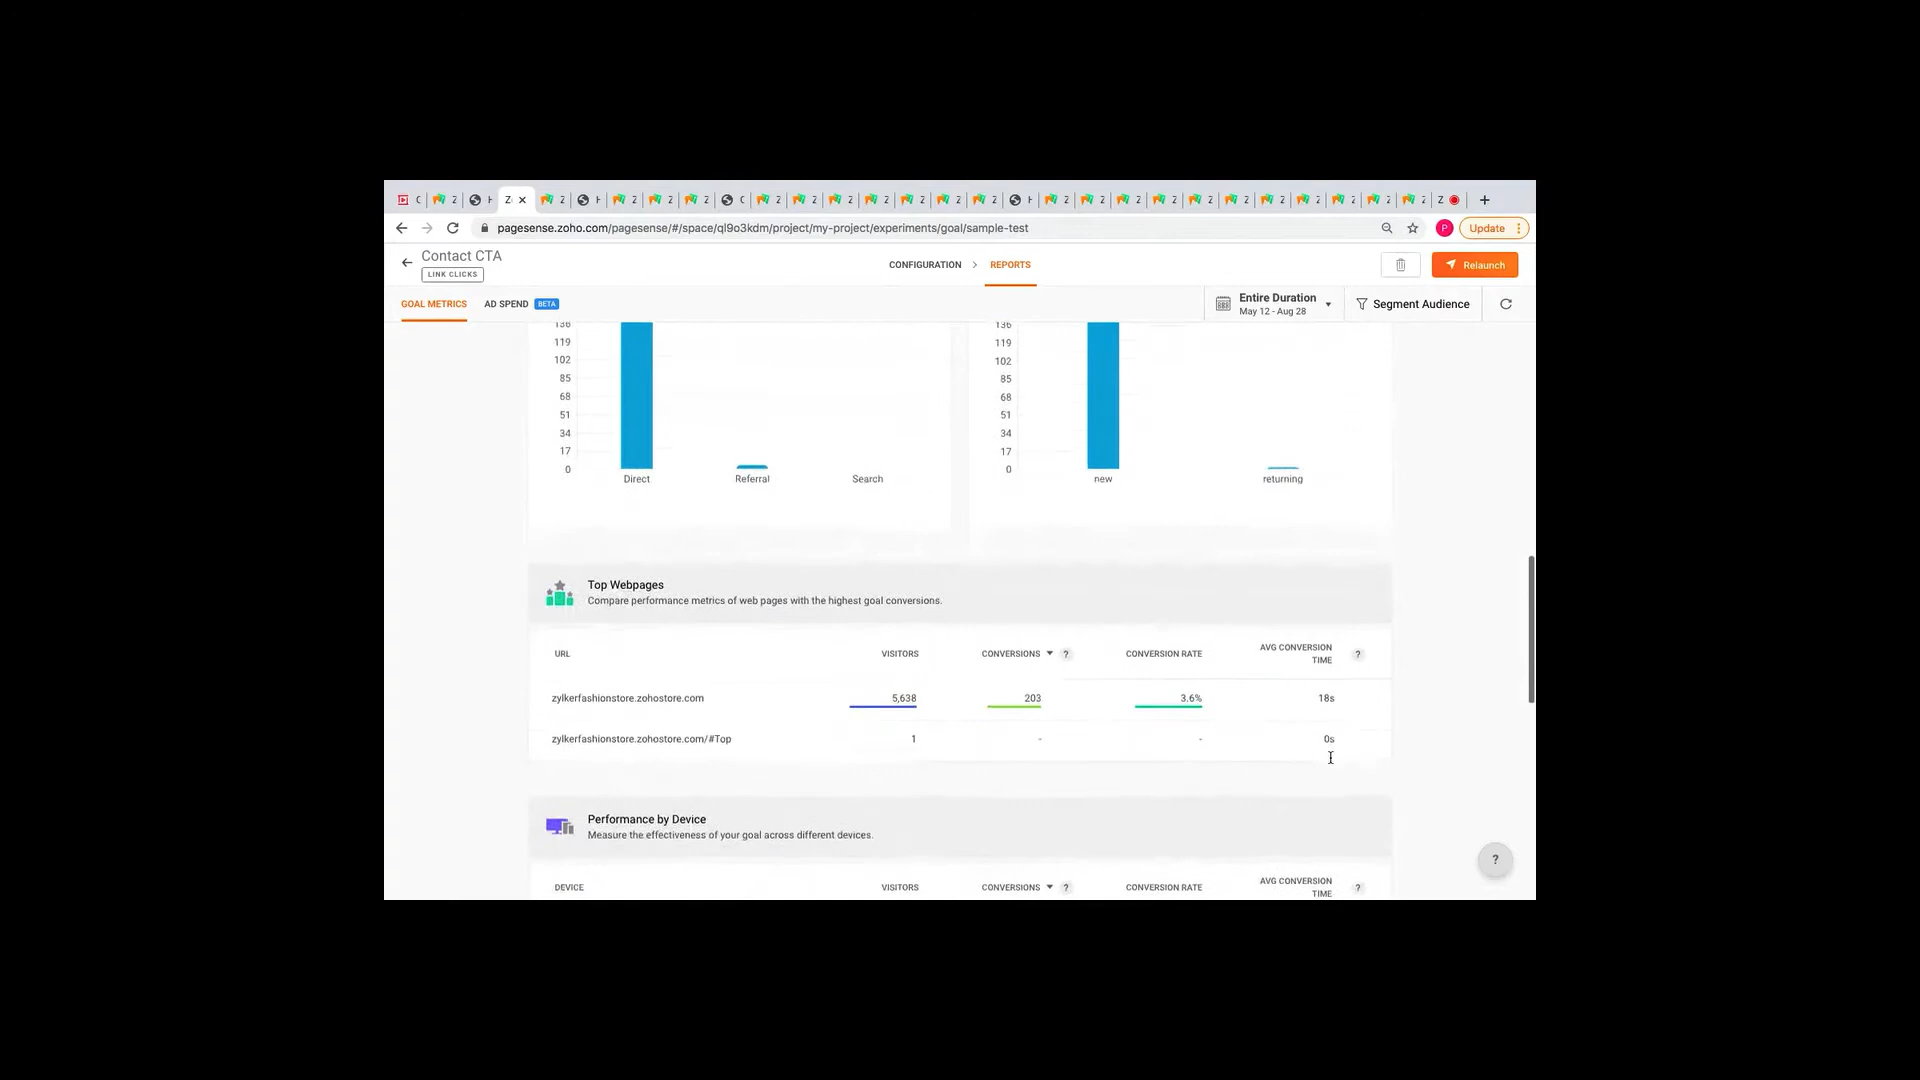 pagesense.zoho.com/pagesense/#/space/ql9o3kdm/project/my-project/experiments/goal/sample-test
P
Update
Contact CTA
LINK CLICKS
CONFIGURATION > REPORTS
Relaunch
GOAL METRICS
AD SPEND BETA
Entire Duration
May 12 - Aug 28
Segment Audience
136
119
102
85
68
51
34
17
0
Direct Referral Search
136
119
102
85
68
51
34
17
0
new returning
Top Webpages
Compare performance metrics of web pages with the highest goal conversions.
URL VISITORS CONVERSIONS ? CONVERSION RATE AVG CONVERSION TIME ?
zylkerfashionstore.zohostore.com 5,638 203 3.6% 18s
zylkerfashionstore.zohostore.com/#Top 1 - - 0s
Performance by Device
Measure the effectiveness of your goal across different devices.
?
DEVICE VISITORS CONVERSIONS ? CONVERSION RATE AVG CONVERSION TIME ?